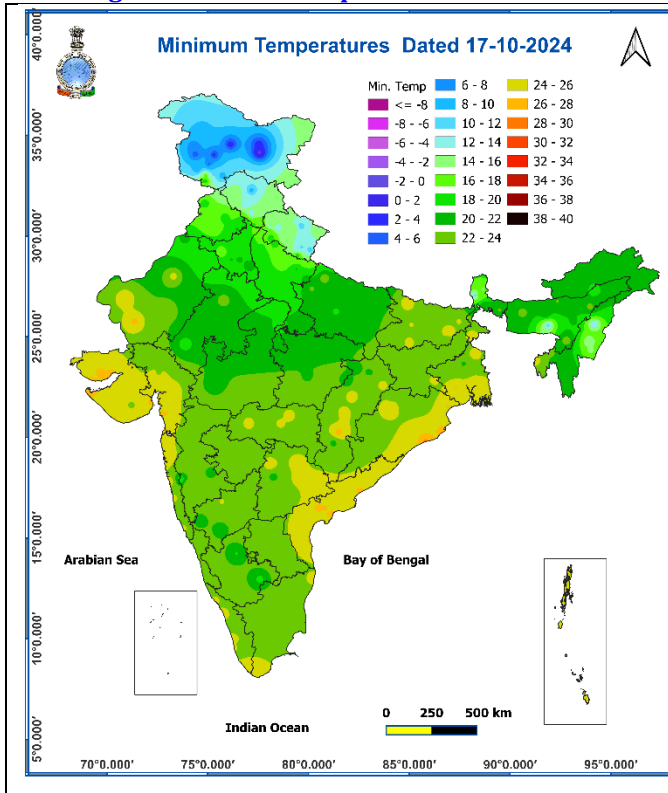 Minimum Temperatures Dated 17-10-2024
Min. Temp
<= -8
-8 - -6
-6 - -4
-4 - -2
-2 - 0
0 - 2
2 - 4
4 - 6
6 - 8
8 - 10
10 - 12
12 - 14
14 - 16
16 - 18
18 - 20
20 - 22
22 - 24
24 - 26
26 - 28
28 - 30
30 - 32
32 - 34
34 - 36
36 - 38
38 - 40
40°0.000'
35°0.000'
30°0.000'
25°0.000'
20°0.000'
15°0.000'
10°0.000'
5°0.000'
Arabian Sea
Bay of Bengal
Indian Ocean
0 250 500 km
70°0.000' 75°0.000' 80°0.000' 85°0.000' 90°0.000' 95°0.000'